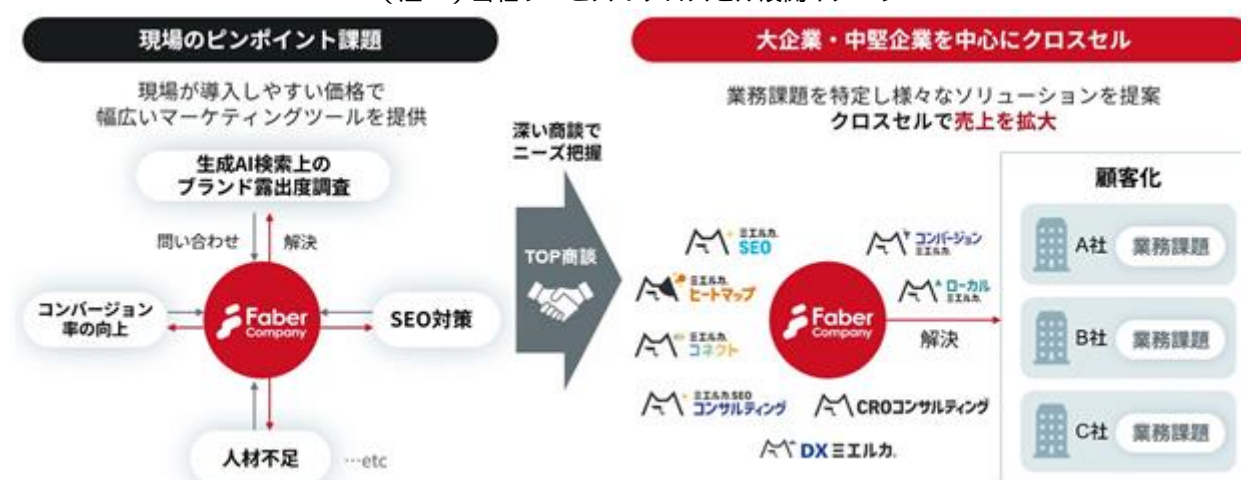 現場のピンポイント課題
現場が導入しやすい価格で
幅広いマーケティングツールを提供
生成AI検索上の
ブランド露出度調査
問い合わせ
解決
コンバージョン
率の向上
Faber
Company
SEO対策
人材不足
…etc
深い商談で
ニーズ把握
TOP商談
大企業・中堅企業を中心にクロスセル
業務課題を特定し様々なソリューションを提案
クロスセルで売上を拡大
ミエルカ
SEO
コンバージョン
ミエルカ
ミエルカ
ヒートマップ
ローカル
ミエルカ
ミエルカ
コネクト
Faber
Company
解決
ミエルカSEO
コンサルティング
CROコンサルティング
DXミエルカ
顧客化
A社
業務課題
B社
業務課題
C社
業務課題